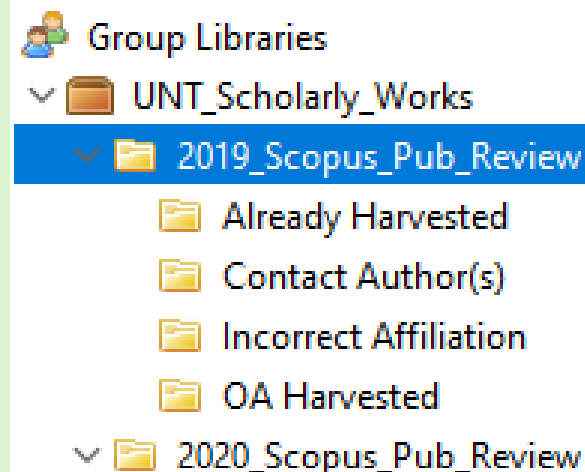 Group Libraries
UNT_Scholarly_Works
2019_Scopus_Pub_Review
Already Harvested
Contact Author(s)
Incorrect Affiliation
OA Harvested
2020_Scopus_Pub_Review